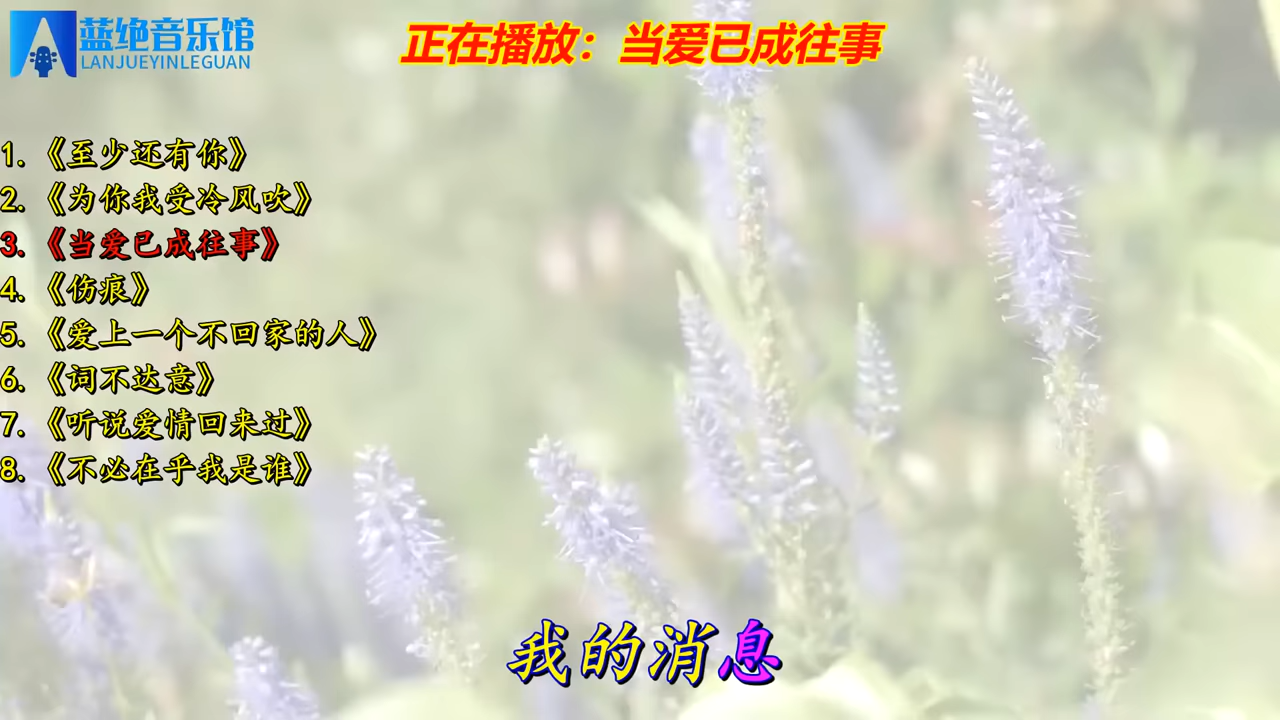 蓝绝音乐馆
LANJUEYINLEGUAN
正在播放：当爱已成往事
1.《至少还有你》
2.《为你我受冷风吹》
3.《当爱已成往事》
4.《伤痕》
5.《爱上一个不回家的人》
6.《词不达意》
7.《听说爱情回来过》
8.《不必在乎我是谁》
我的消息